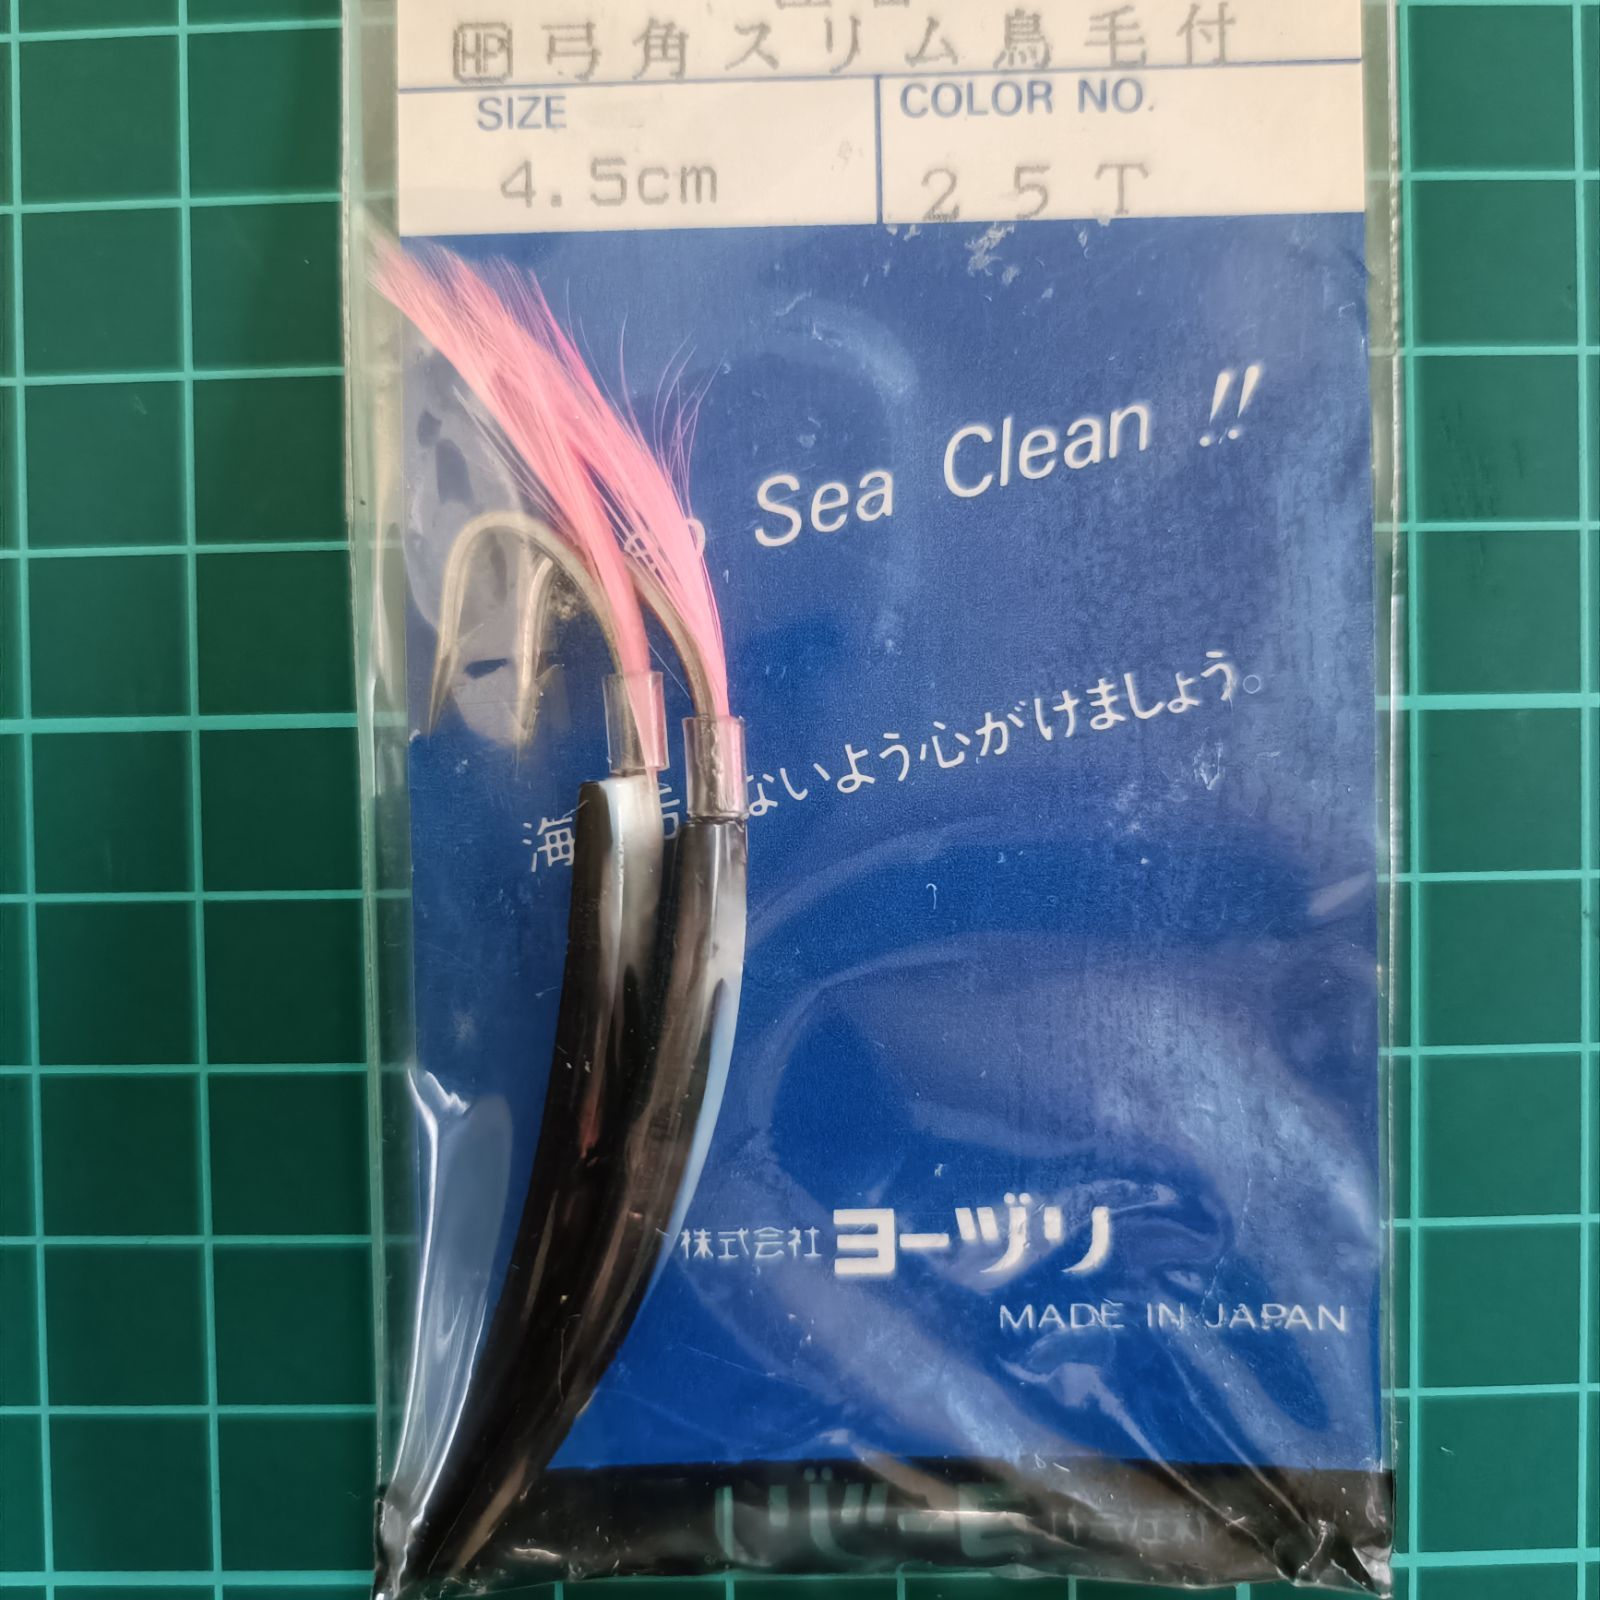 HP 弓角スリム鳥毛付
SIZE
COLOR NO.
4.5cm
25T
Sea Clean !!
海 ないよう心がけましょう。
株式会社ヨーヅリ
MADE IN JAPAN